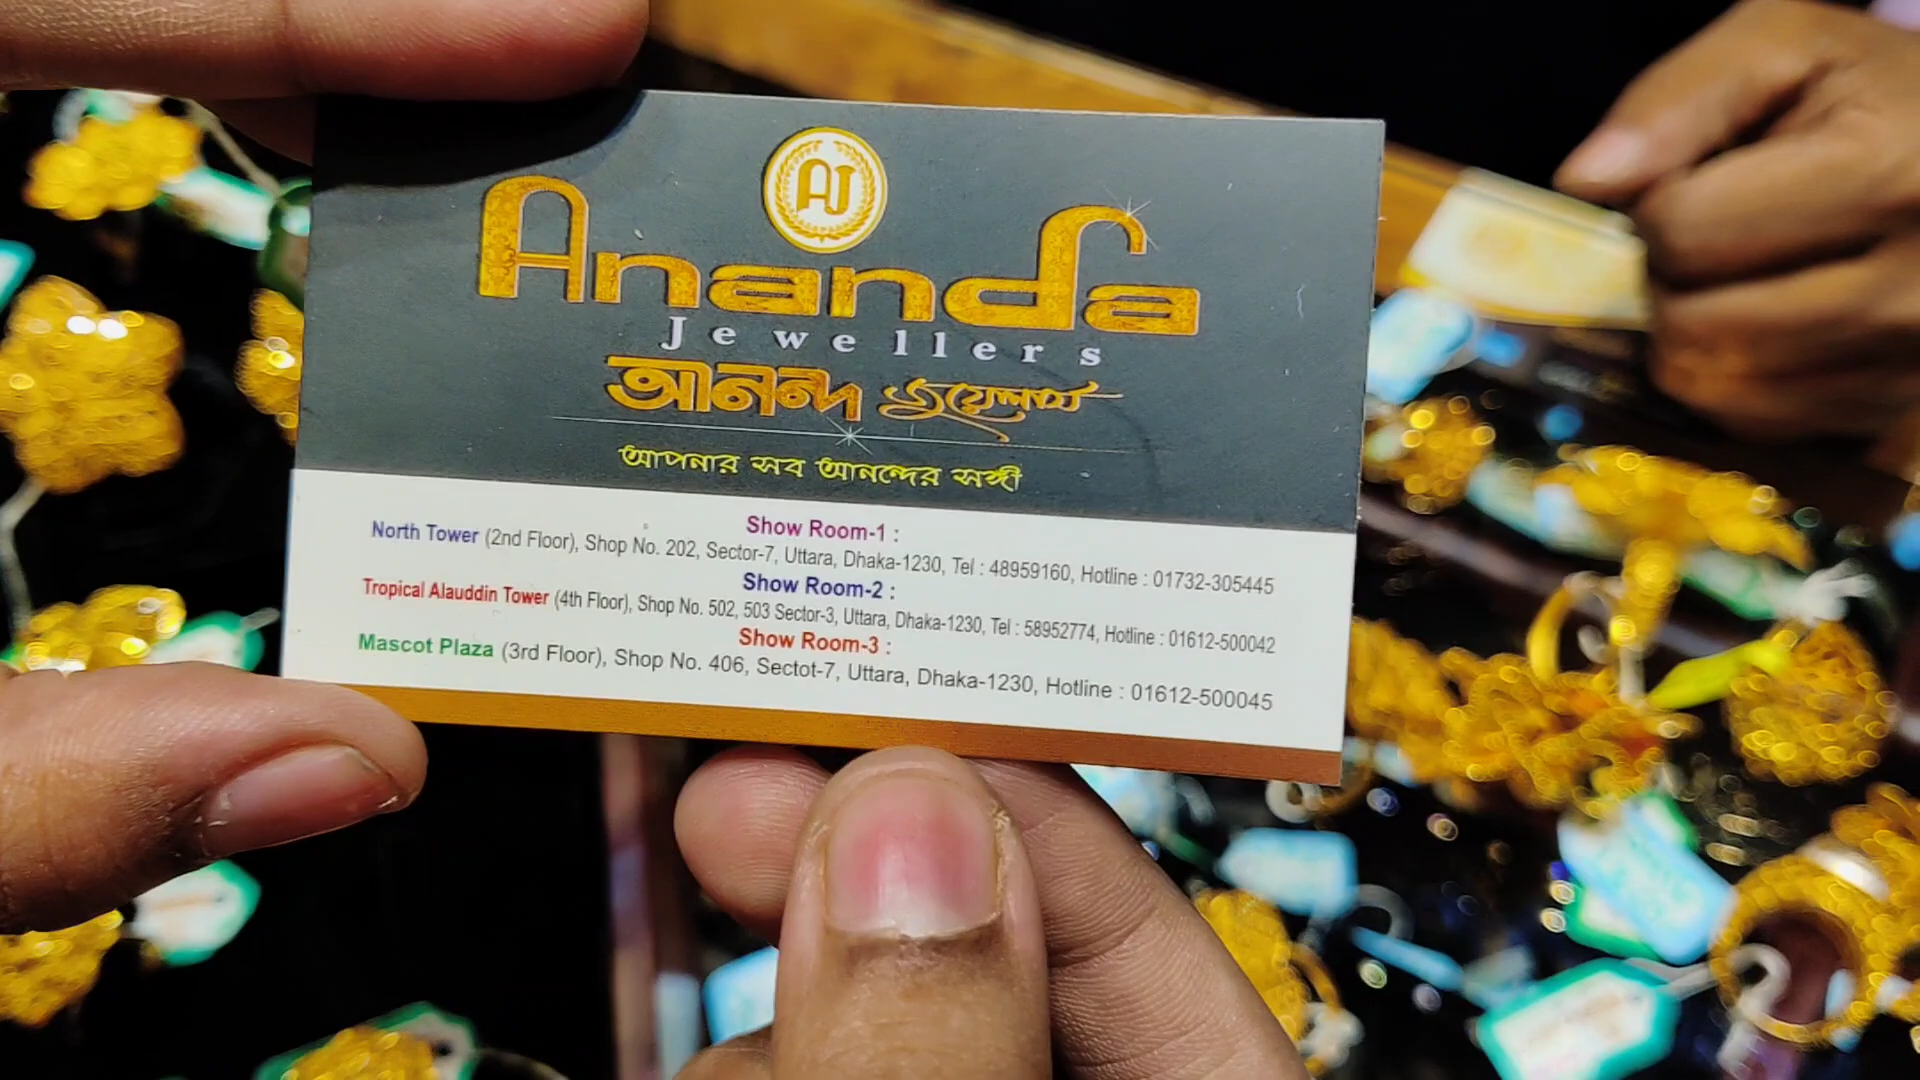 AJ
Ananda
Jewellers
আনন্দ জুয়েলার্স
আপনার সব আনন্দের সঙ্গী
Show Room-1 :
North Tower (2nd Floor), Shop No. 202, Sector-7, Uttara, Dhaka-1230, Tel : 48959160, Hotline : 01732-305445
Show Room-2 :
Tropical Alauddin Tower (4th Floor), Shop No. 502, 503 Sector-3, Uttara, Dhaka-1230, Tel : 58952774, Hotline : 01612-500042
Show Room-3 :
Mascot Plaza (3rd Floor), Shop No. 406, Sectot-7, Uttara, Dhaka-1230, Hotline : 01612-500045